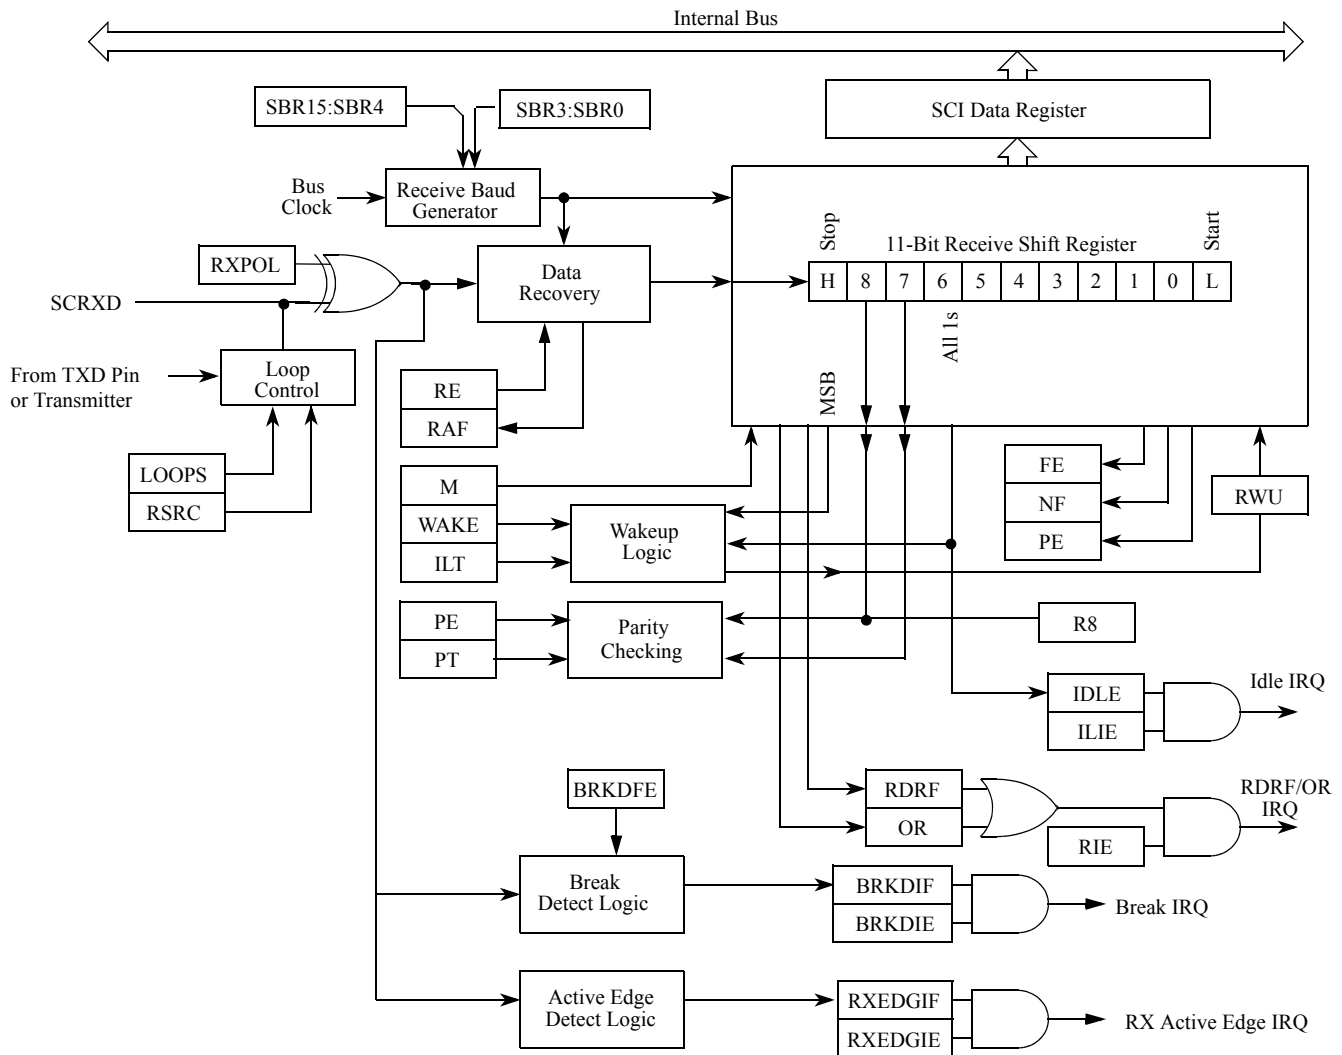 Internal Bus
SBR15:SBR4
SBR3:SBR0
SCI Data Register
Bus
Clock
Receive Baud
Generator
RXPOL
SCRXD
Data
Recovery
Stop
11-Bit Receive Shift Register
Start
H 8 7 6 5 4 3 2 1 0 L
All 1s
MSB
From TXD Pin
or Transmitter
Loop
Control
RE
RAF
LOOPS
RSRC
M
WAKE
ILT
Wakeup
Logic
FE
NF
PE
RWU
PE
PT
Parity
Checking
R8
IDLE
ILIE
Idle IRQ
BRKDFE
RDRF
OR
RIE
RDRF/OR
IRQ
Break
Detect Logic
BRKDIF
BRKDIE
Break IRQ
Active Edge
Detect Logic
RXEDGIF
RXEDGIE
RX Active Edge IRQ